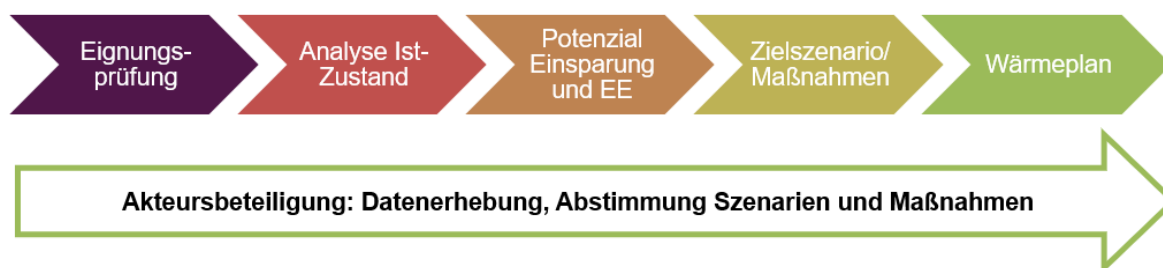 Eignungs-
prüfung
Analyse Ist-
Zustand
Potenzial
Einsparung
und EE
Zielszenario/
Maßnahmen
Wärmeplan
Akteursbeteiligung: Datenerhebung, Abstimmung Szenarien und Maßnahmen